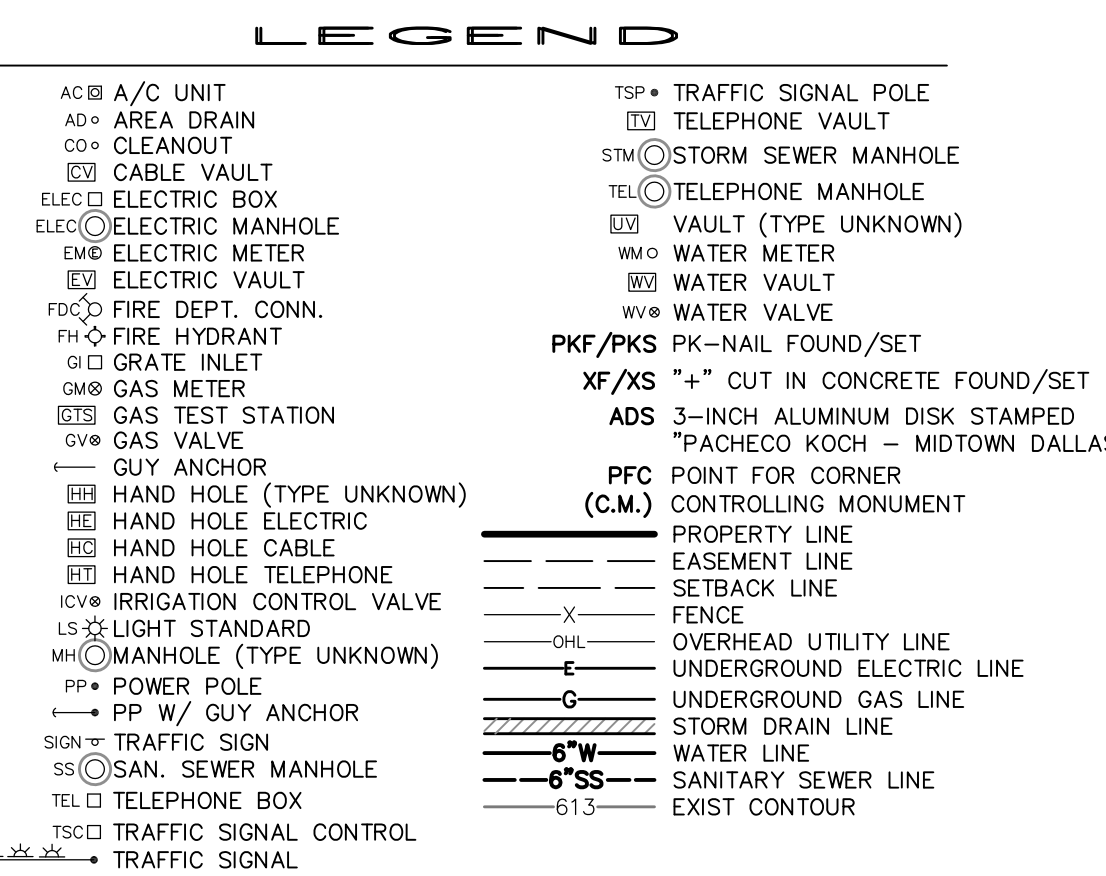 LEGEND
AC A/C UNIT
AD AREA DRAIN
CO CLEANOUT
CV CABLE VAULT
ELEC ELECTRIC BOX
ELEC ELECTRIC MANHOLE
EM E ELECTRIC METER
EV ELECTRIC VAULT
FDC FIRE DEPT. CONN.
FH FIRE HYDRANT
GI GRATE INLET
GM GAS METER
GTS GAS TEST STATION
GV GAS VALVE
GUY ANCHOR
HH HAND HOLE (TYPE UNKNOWN)
HE HAND HOLE ELECTRIC
HC HAND HOLE CABLE
HT HAND HOLE TELEPHONE
ICV IRRIGATION CONTROL VALVE
LS LIGHT STANDARD
MH MANHOLE (TYPE UNKNOWN)
PP POWER POLE
PP W/ GUY ANCHOR
SIGN TRAFFIC SIGN
SS SAN. SEWER MANHOLE
TEL TELEPHONE BOX
TSC TRAFFIC SIGNAL CONTROL
TRAFFIC SIGNAL
TSP TRAFFIC SIGNAL POLE
TV TELEPHONE VAULT
STM STORM SEWER MANHOLE
TEL TELEPHONE MANHOLE
UV VAULT (TYPE UNKNOWN)
WM WATER METER
WV WATER VAULT
WV WATER VALVE
PKF/PKS PK-NAIL FOUND/SET
XF/XS "+" CUT IN CONCRETE FOUND/SET
ADS 3-INCH ALUMINUM DISK STAMPED
"PACHECO KOCH - MIDTOWN DALLAS
PFC POINT FOR CORNER
(C.M.) CONTROLLING MONUMENT
PROPERTY LINE
EASEMENT LINE
SETBACK LINE
X FENCE
OHL OVERHEAD UTILITY LINE
E UNDERGROUND ELECTRIC LINE
G UNDERGROUND GAS LINE
STORM DRAIN LINE
6"W WATER LINE
6"SS SANITARY SEWER LINE
613 EXIST CONTOUR